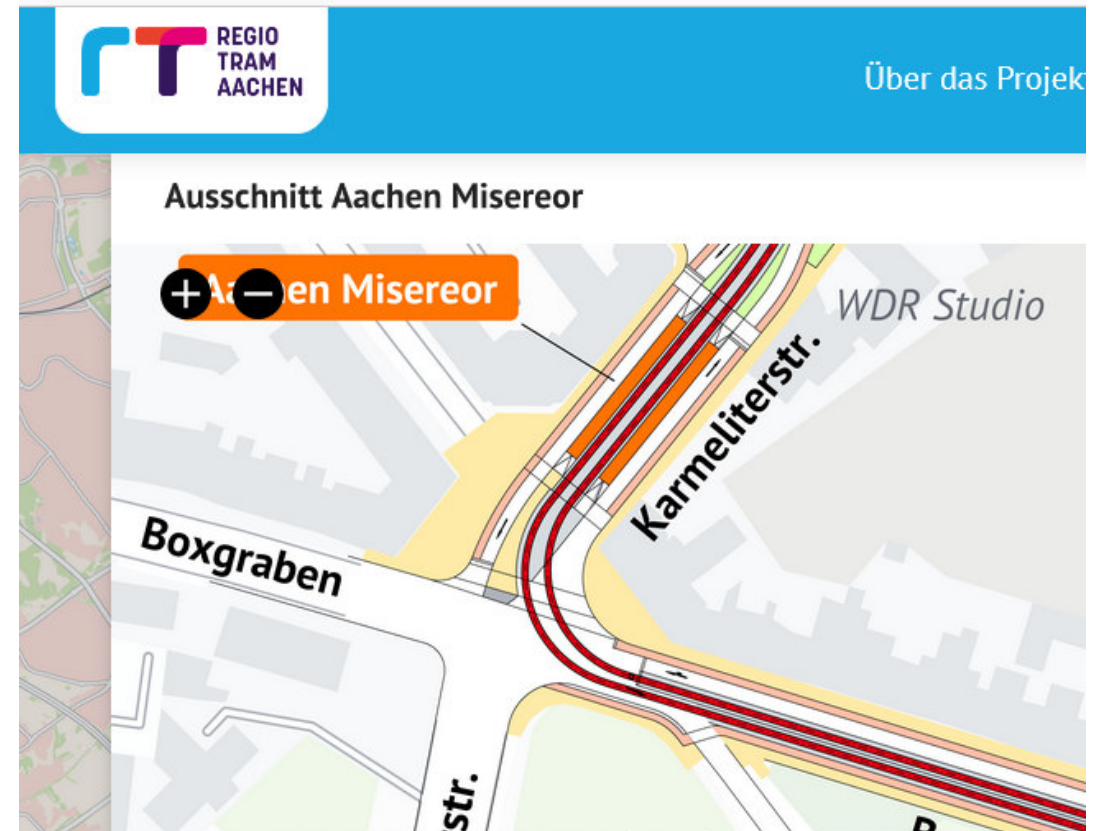 REGIO
TRAM
AACHEN
Über das Projek
Ausschnitt Aachen Misereor
en Misereor
WDR Studio
Karmeliterstr.
Boxgraben
str.